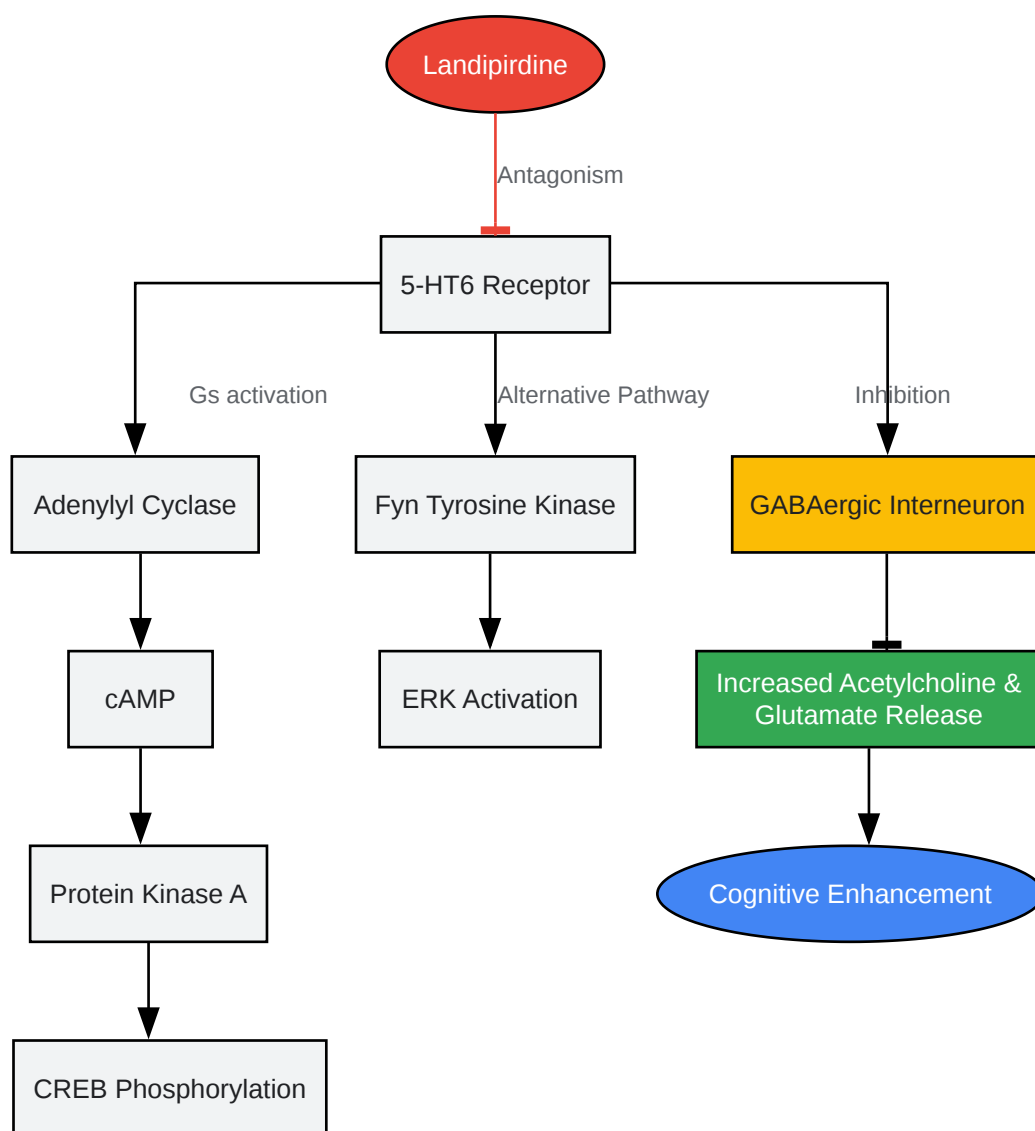 Landipirdine
Antagonism
5-HT6 Receptor
Gs activation
Alternative Pathway
Inhibition
Adenylyl Cyclase
Fyn Tyrosine Kinase
GABAergic Interneuron
cAMP
ERK Activation
Increased Acetylcholine &
Glutamate Release
Protein Kinase A
Cognitive Enhancement
CREB Phosphorylation